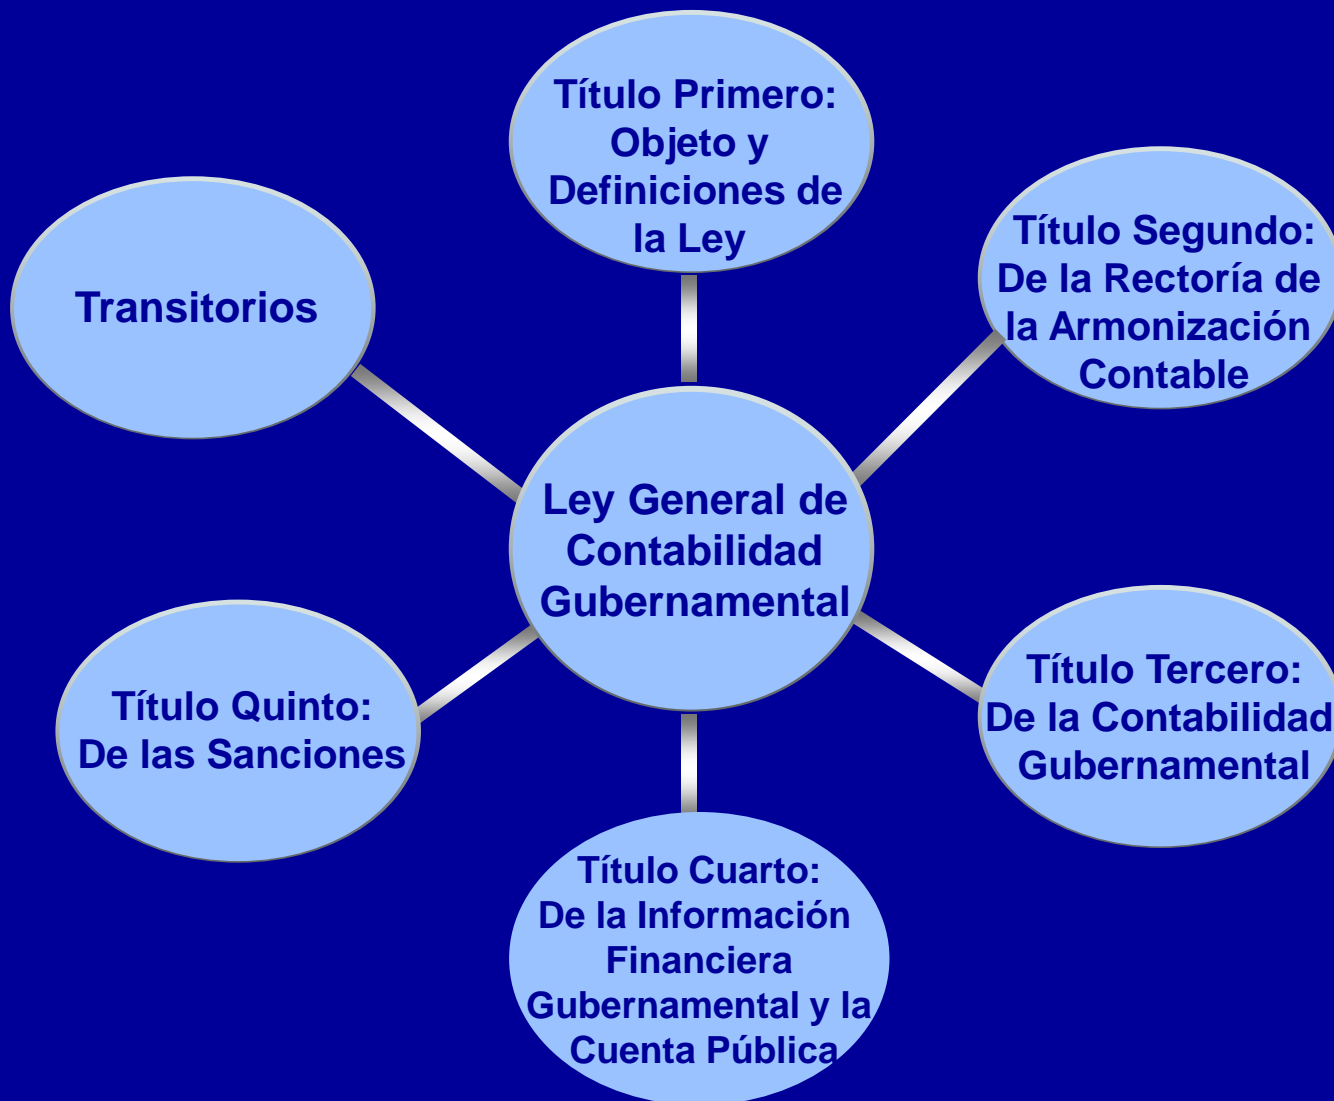 Título Primero:
Objeto y
Definiciones de
la Ley
Título Segundo:
De la Rectoría de
la Armonización
Contable
Transitorios
Ley General de
Contabilidad
Gubernamental
Título Tercero:
De la Contabilidad
Gubernamental
Título Quinto:
De las Sanciones
Título Cuarto:
De la Información
Financiera
Gubernamental y la
Cuenta Pública